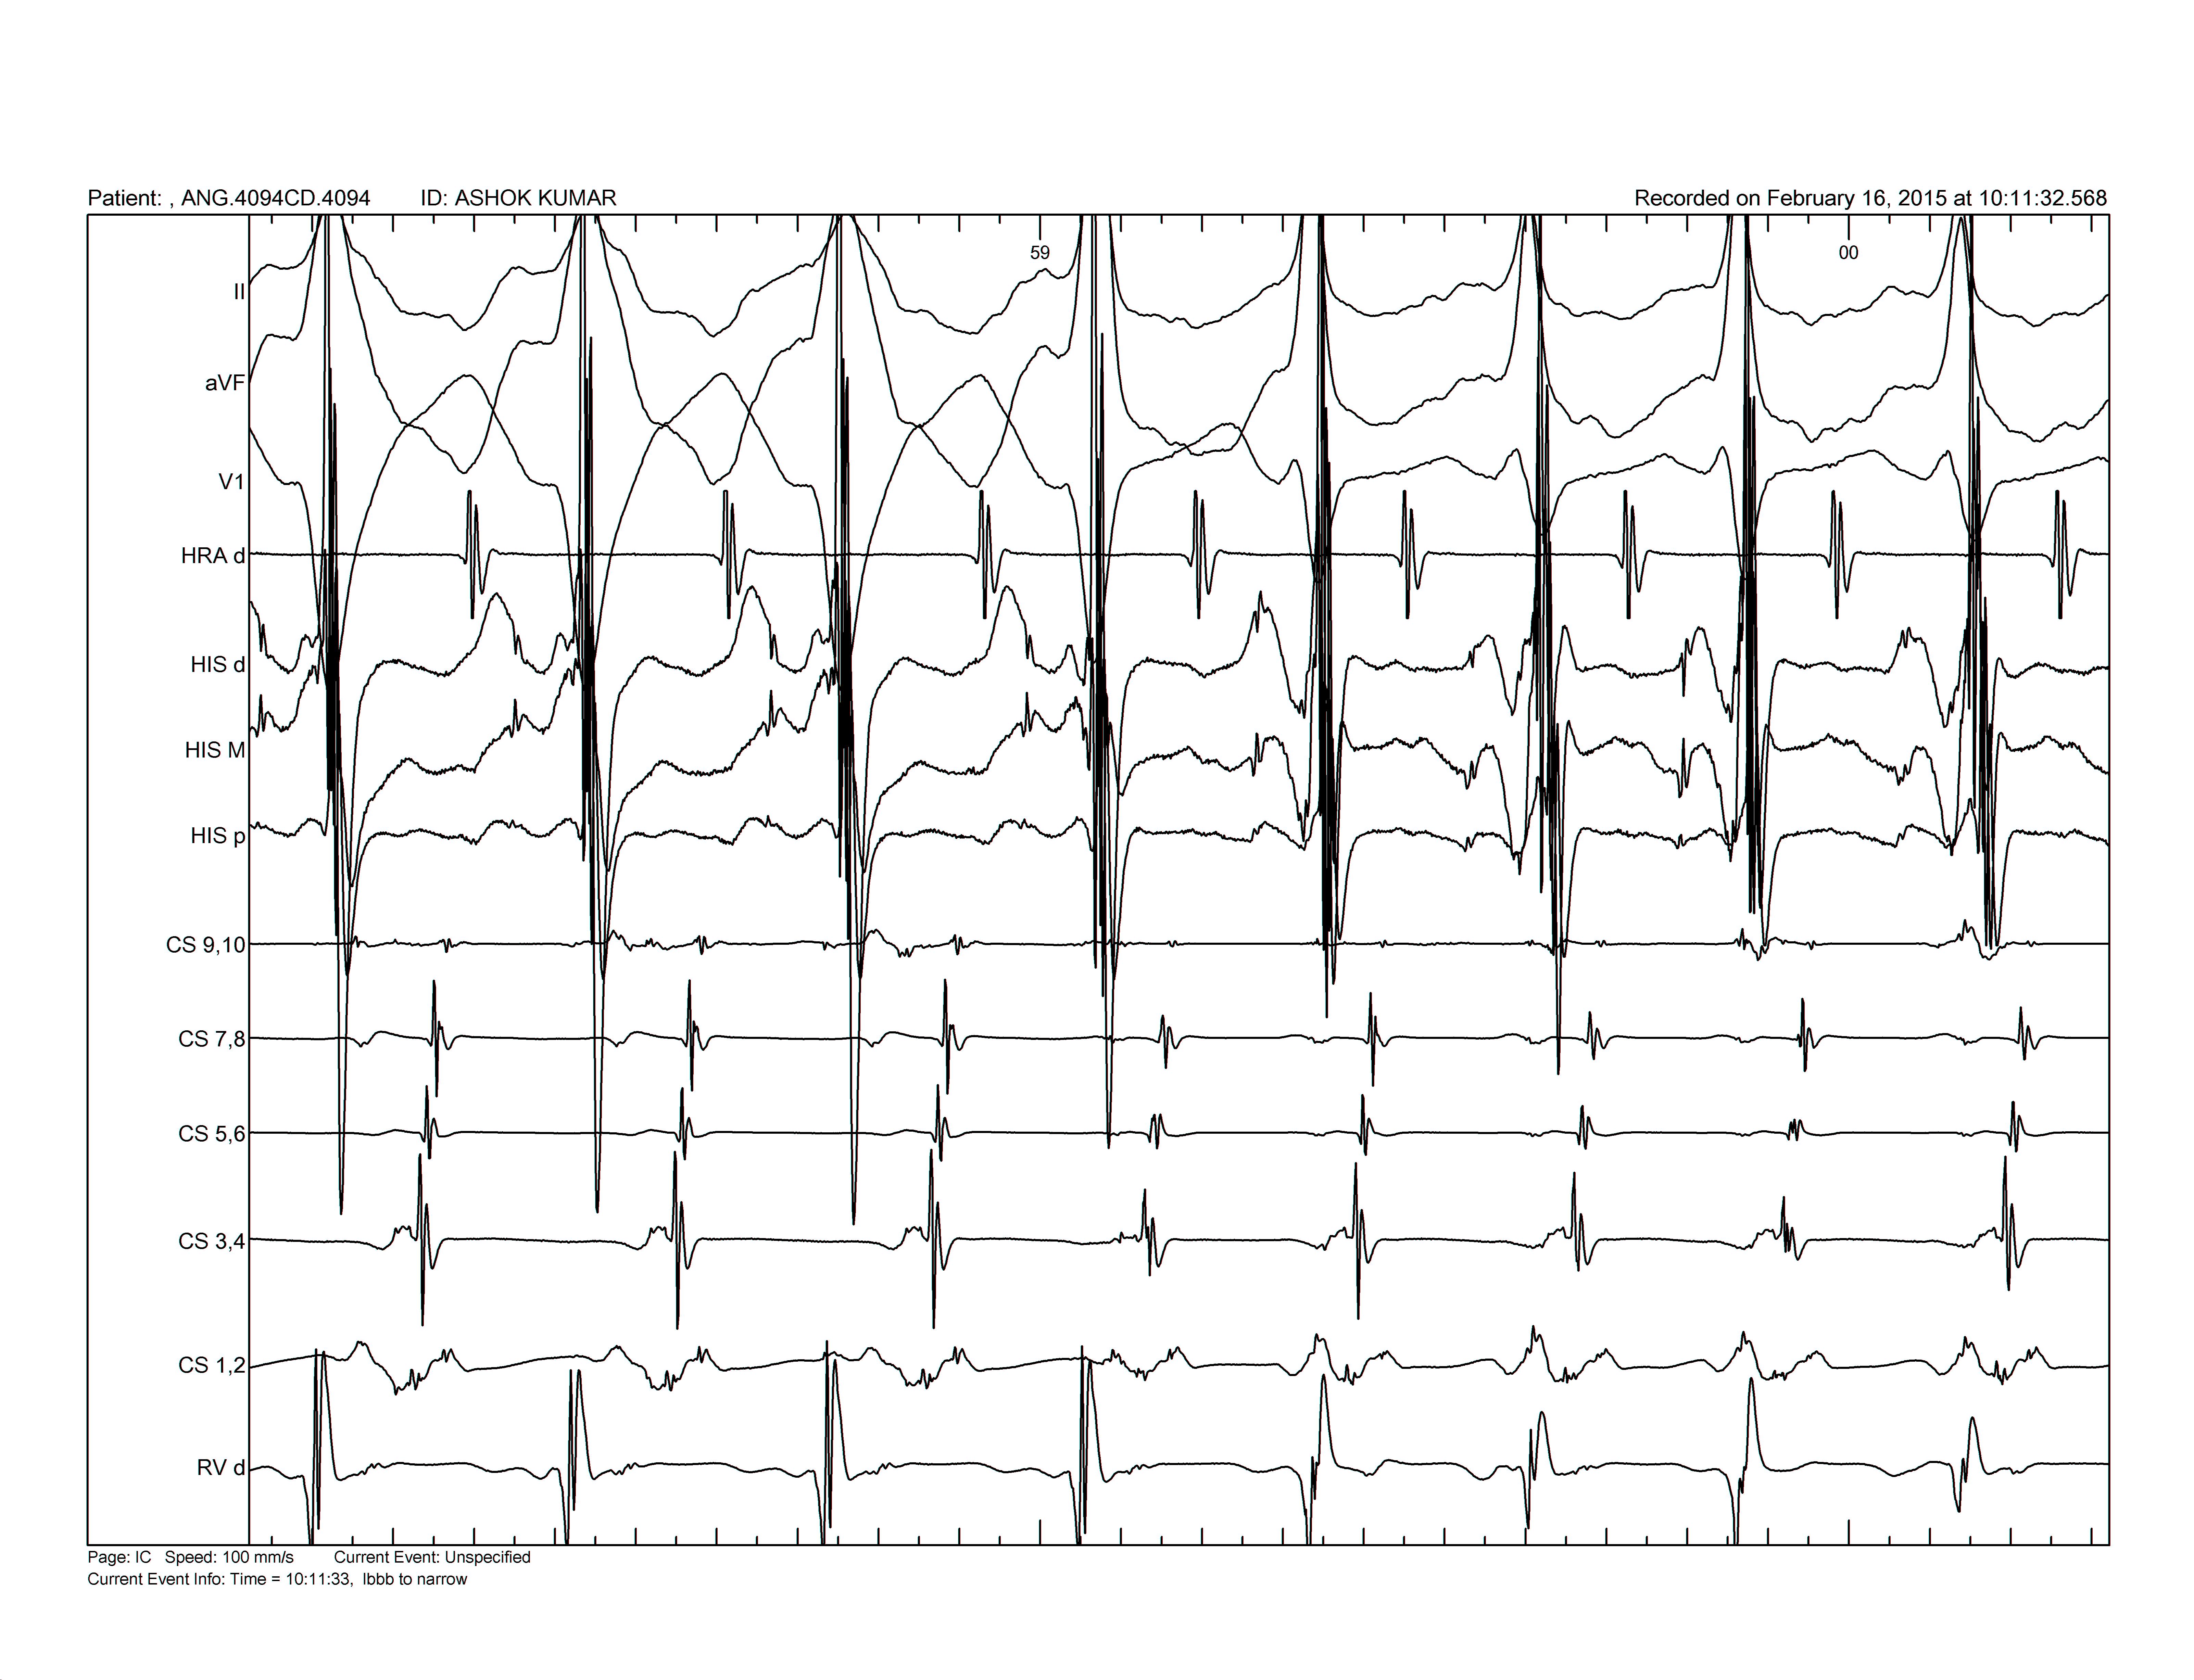 Patient: , ANG.4094CD.4094 ID: ASHOK KUMAR Recorded on February 16, 2015 at 10:11:32.568
59 00
II
aVF
V1
HRA d
HIS d
HIS M
HIS p
CS 9,10
CS 7,8
CS 5,6
CS 3,4
CS 1,2
RV d
Page: IC Speed: 100 mm/s Current Event: Unspecified
Current Event Info: Time = 10:11:33, lbbb to narrow